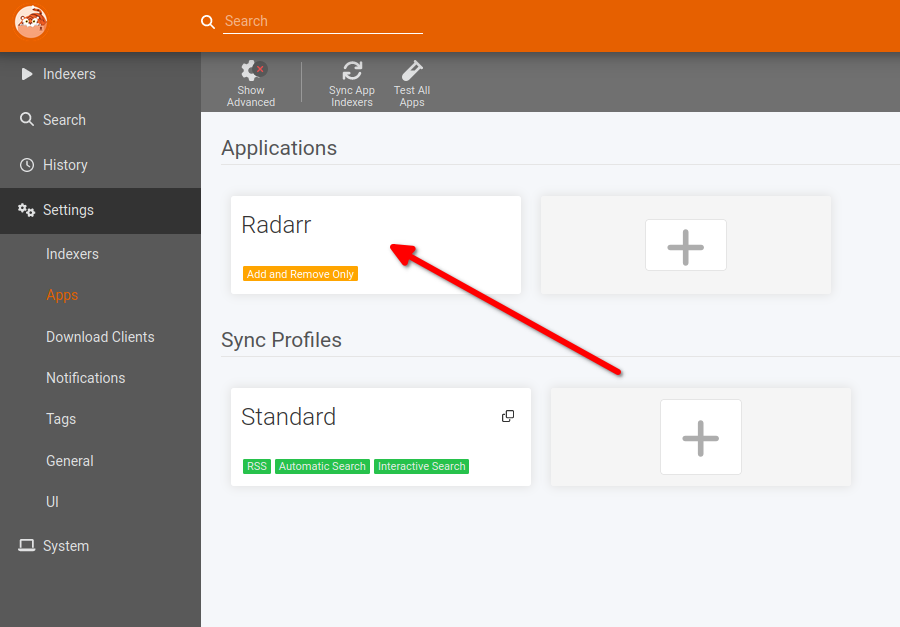 Search
Indexers
Search
History
Settings
Indexers
Apps
Download Clients
Notifications
Tags
General
UI
System
Show
Advanced
Sync App
Indexers
Test All
Apps
Applications
Radarr
Add and Remove Only
Sync Profiles
Standard
RSS Automatic Search Interactive Search